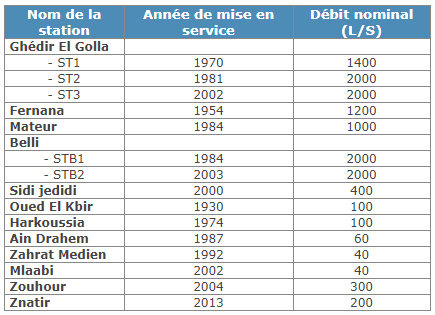 Nom de la station Année de mise en service Débit nominal (L/S)
Ghédir El Golla
- ST1 1970 1400
- ST2 1981 2000
- ST3 2002 2000
Fernana 1954 1200
Mateur 1984 1000
Belli
- STB1 1984 2000
- STB2 2003 2000
Sidi jedidi 2000 400
Oued El Kbir 1930 100
Harkoussia 1974 100
Ain Drahem 1987 60
Zahrat Medien 1992 40
Mlaabi 2002 40
Zouhour 2004 300
Znatir 2013 200